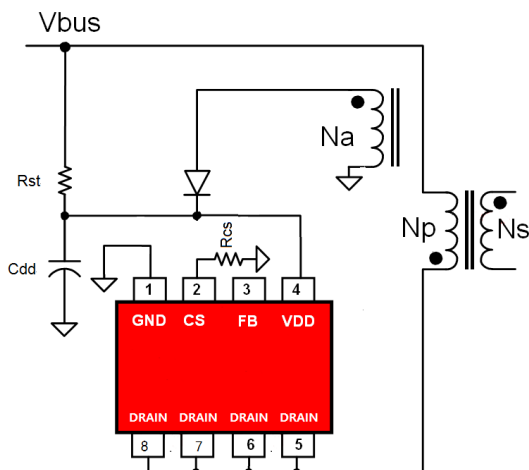 Vbus
Na
Rst
Rcs
Np Ns
Cdd
1 2 3 4
GND CS FB VDD
DRAIN DRAIN DRAIN DRAIN
8 7 6 5